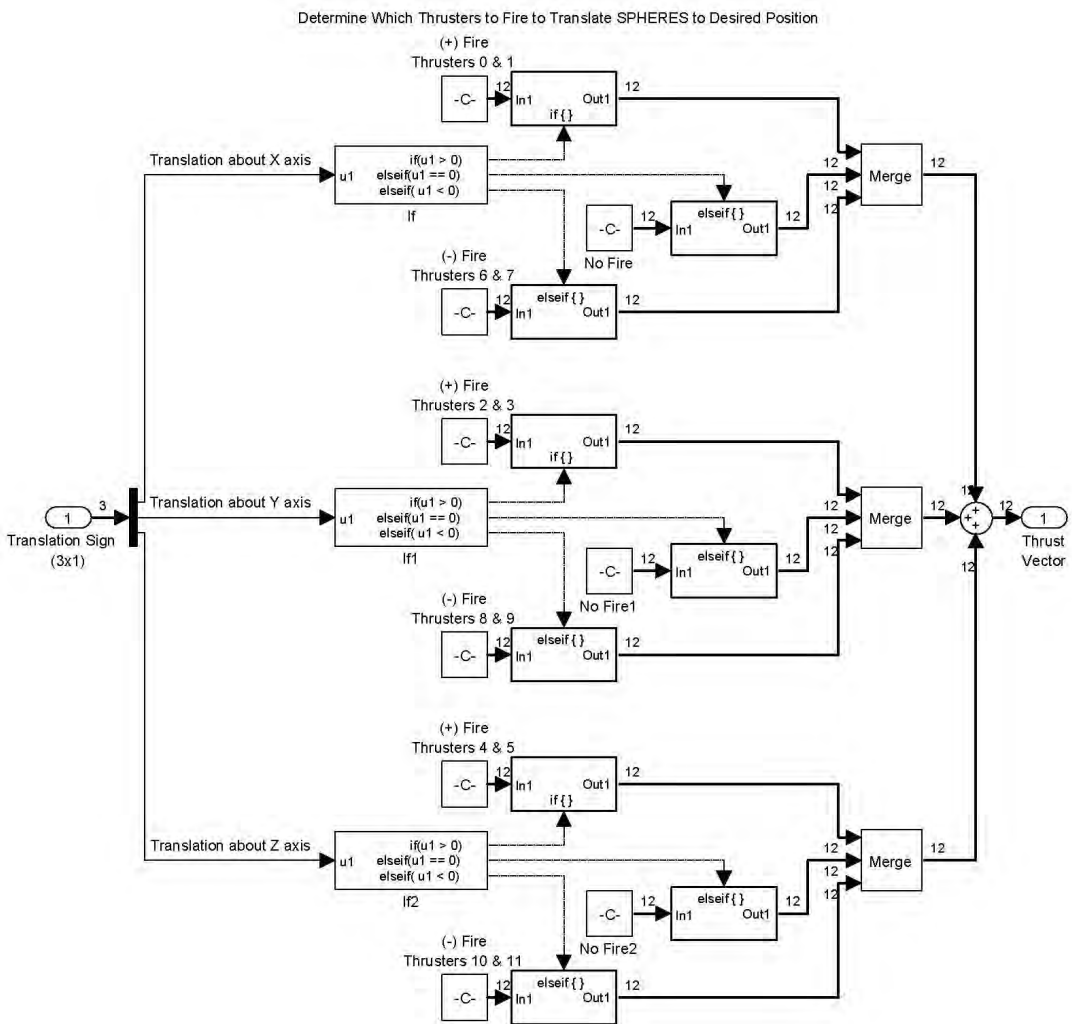 Determine Which Thrusters to Fire to Translate SPHERES to Desired Position
(+) Fire
Thrusters 0 & 1
-C-
12
In1
Out1
if { }
12
Translation about X axis
u1
if(u1 > 0)
elseif(u1 == 0)
elseif( u1 < 0)
If
-C-
No Fire
12
elseif { }
In1
Out1
12
(-) Fire
Thrusters 6 & 7
-C-
12
elseif { }
In1
Out1
12
12
12
12
Merge
12
(+) Fire
Thrusters 2 & 3
-C-
12
In1
Out1
if { }
12
1
Translation Sign
(3x1)
3
Translation about Y axis
u1
if(u1 > 0)
elseif(u1 == 0)
elseif( u1 < 0)
If1
-C-
No Fire1
12
elseif { }
In1
Out1
12
(-) Fire
Thrusters 8 & 9
-C-
12
elseif { }
In1
Out1
12
12
12
12
Merge
12
12
+
+
+
12
12
1
Thrust
Vector
(+) Fire
Thrusters 4 & 5
-C-
12
In1
Out1
if { }
12
Translation about Z axis
u1
if(u1 > 0)
elseif(u1 == 0)
elseif( u1 < 0)
If2
-C-
No Fire2
12
elseif { }
In1
Out1
12
(-) Fire
Thrusters 10 & 11
-C-
12
elseif { }
In1
Out1
12
12
12
12
Merge
12